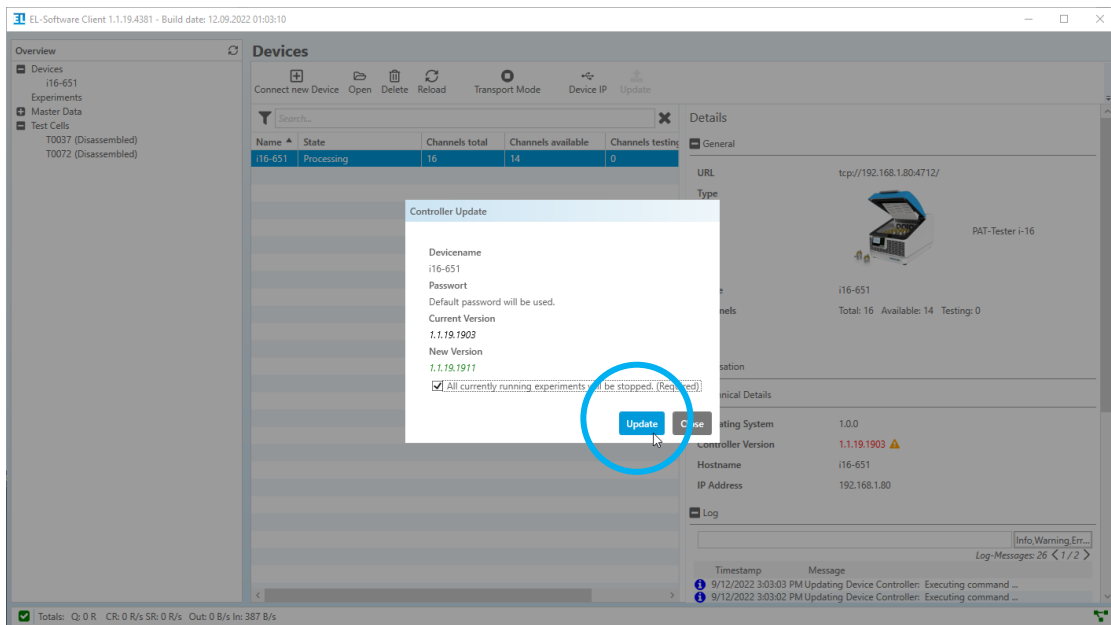 EL EL-Software Client 1.1.19.4381 - Build date: 12.09.2022 01:03:10
Overview
Devices
i16-651
Experiments
Master Data
Test Cells
T0037 (Disassembled)
T0072 (Disassembled)
Devices
Connect new Device Open Delete Reload Transport Mode Device IP Update
Search...
Name State Channels total Channels available Channels testing
i16-651 Processing 16 14 0
Controller Update
Devicename
i16-651
Passwort
Default password will be used.
Current Version
1.1.19.1903
New Version
1.1.19.1911
All currently running experiments will be stopped. (Required)
Update Close
Details
General
URL tcp://192.168.1.80:4712/
Type
PAT-Tester i-16
i16-651
nels Total: 16 Available: 14 Testing: 0
sation
nical Details
ating System 1.0.0
Controller Version 1.1.19.1903
Hostname i16-651
IP Address 192.168.1.80
Log
Info,Warning,Err...
Log-Messages: 26 < 1 / 2 >
Timestamp Message
9/12/2022 3:03:03 PM Updating Device Controller: Executing command ...
9/12/2022 3:03:02 PM Updating Device Controller: Executing command ...
Totals: Q: 0 R CR: 0 R/s SR: 0 R/s Out: 0 B/s In: 387 B/s